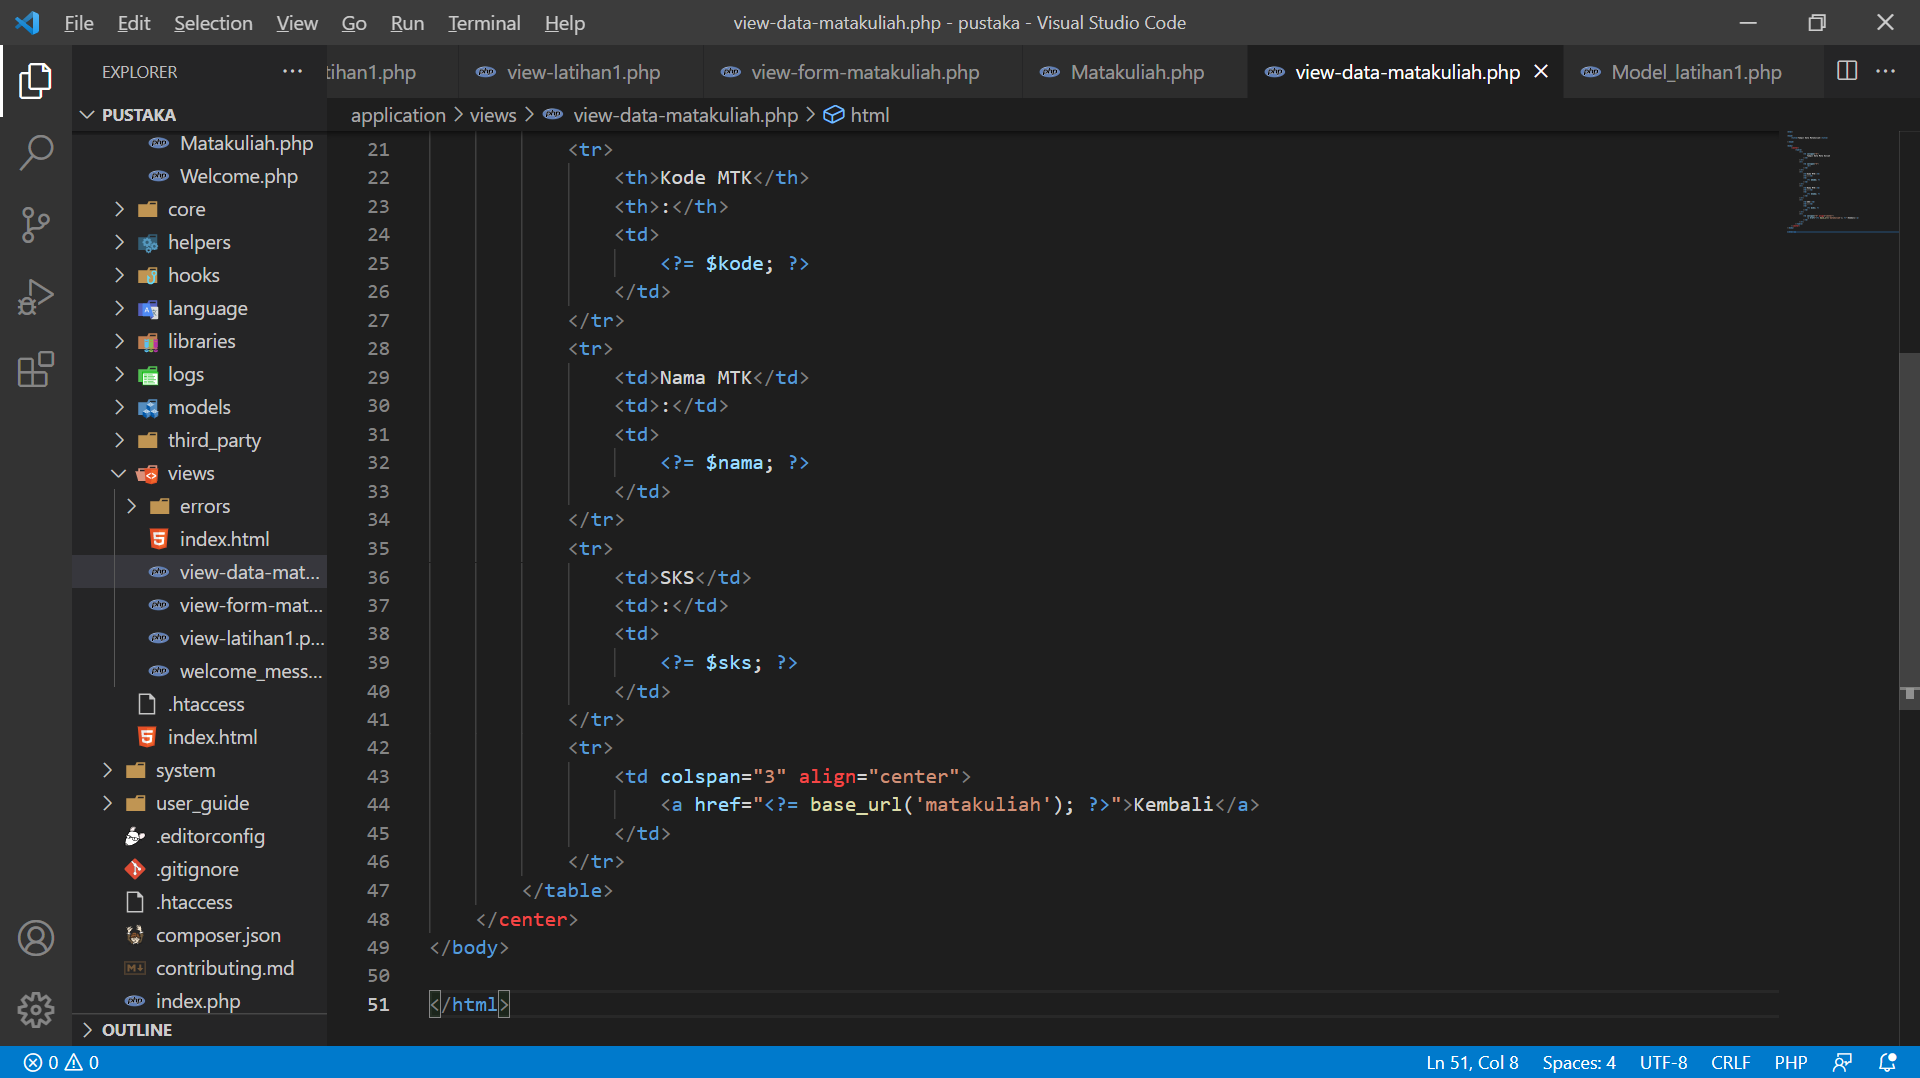 File Edit Selection View Go Run Terminal Help
view-data-matakuliah.php - pustaka - Visual Studio Code
EXPLORER
tihan1.php
view-latihan1.php
view-form-matakuliah.php
Matakuliah.php
view-data-matakuliah.php
Model_latihan1.php
application > views > view-data-matakuliah.php > html
PUSTAKA
Matakuliah.php
Welcome.php
core
helpers
hooks
language
libraries
logs
models
third_party
views
errors
index.html
view-data-mat...
view-form-mat...
view-latihan1.p...
welcome_mess...
.htaccess
index.html
system
user_guide
.editorconfig
.gitignore
.htaccess
composer.json
contributing.md
index.php
OUTLINE
21 <tr>
22 <th>Kode MTK</th>
23 <th>:</th>
24 <td>
25 <?= $kode; ?>
26 </td>
27 </tr>
28 <tr>
29 <td>Nama MTK</td>
30 <td>:</td>
31 <td>
32 <?= $nama; ?>
33 </td>
34 </tr>
35 <tr>
36 <td>SKS</td>
37 <td>:</td>
38 <td>
39 <?= $sks; ?>
40 </td>
41 </tr>
42 <tr>
43 <td colspan="3" align="center">
44 <a href="<?= base_url('matakuliah'); ?>">Kembali</a>
45 </td>
46 </tr>
47 </table>
48 </center>
49 </body>
50
51 </html>
0 0
Ln 51, Col 8
Spaces: 4
UTF-8
CRLF
PHP